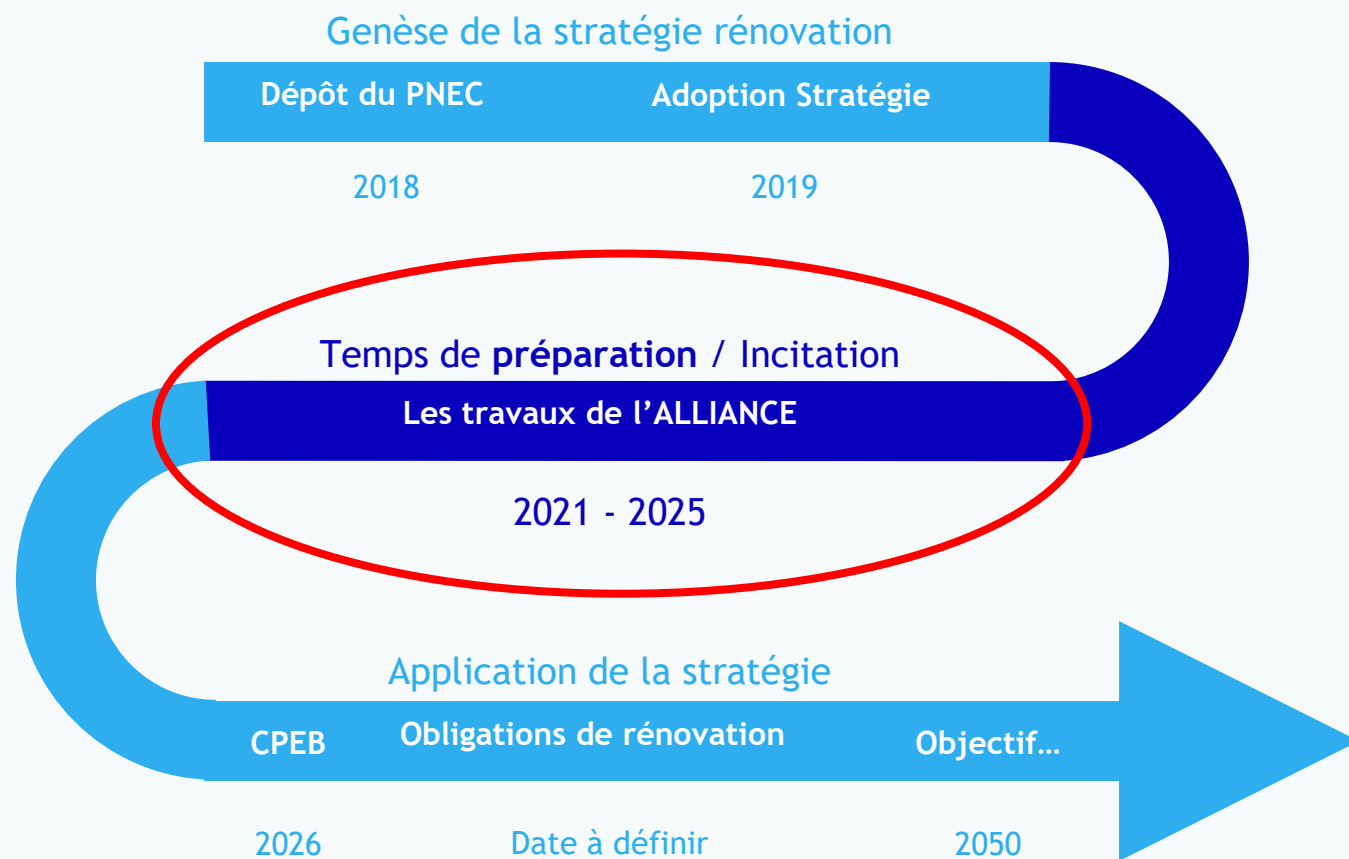 Genèse de la stratégie rénovation
Dépôt du PNEC Adoption Stratégie
2018 2019
Temps de préparation / Incitation
Les travaux de l’ALLIANCE
2021 - 2025
Application de la stratégie
CPEB Obligations de rénovation Objectif…
2026 Date à définir 2050